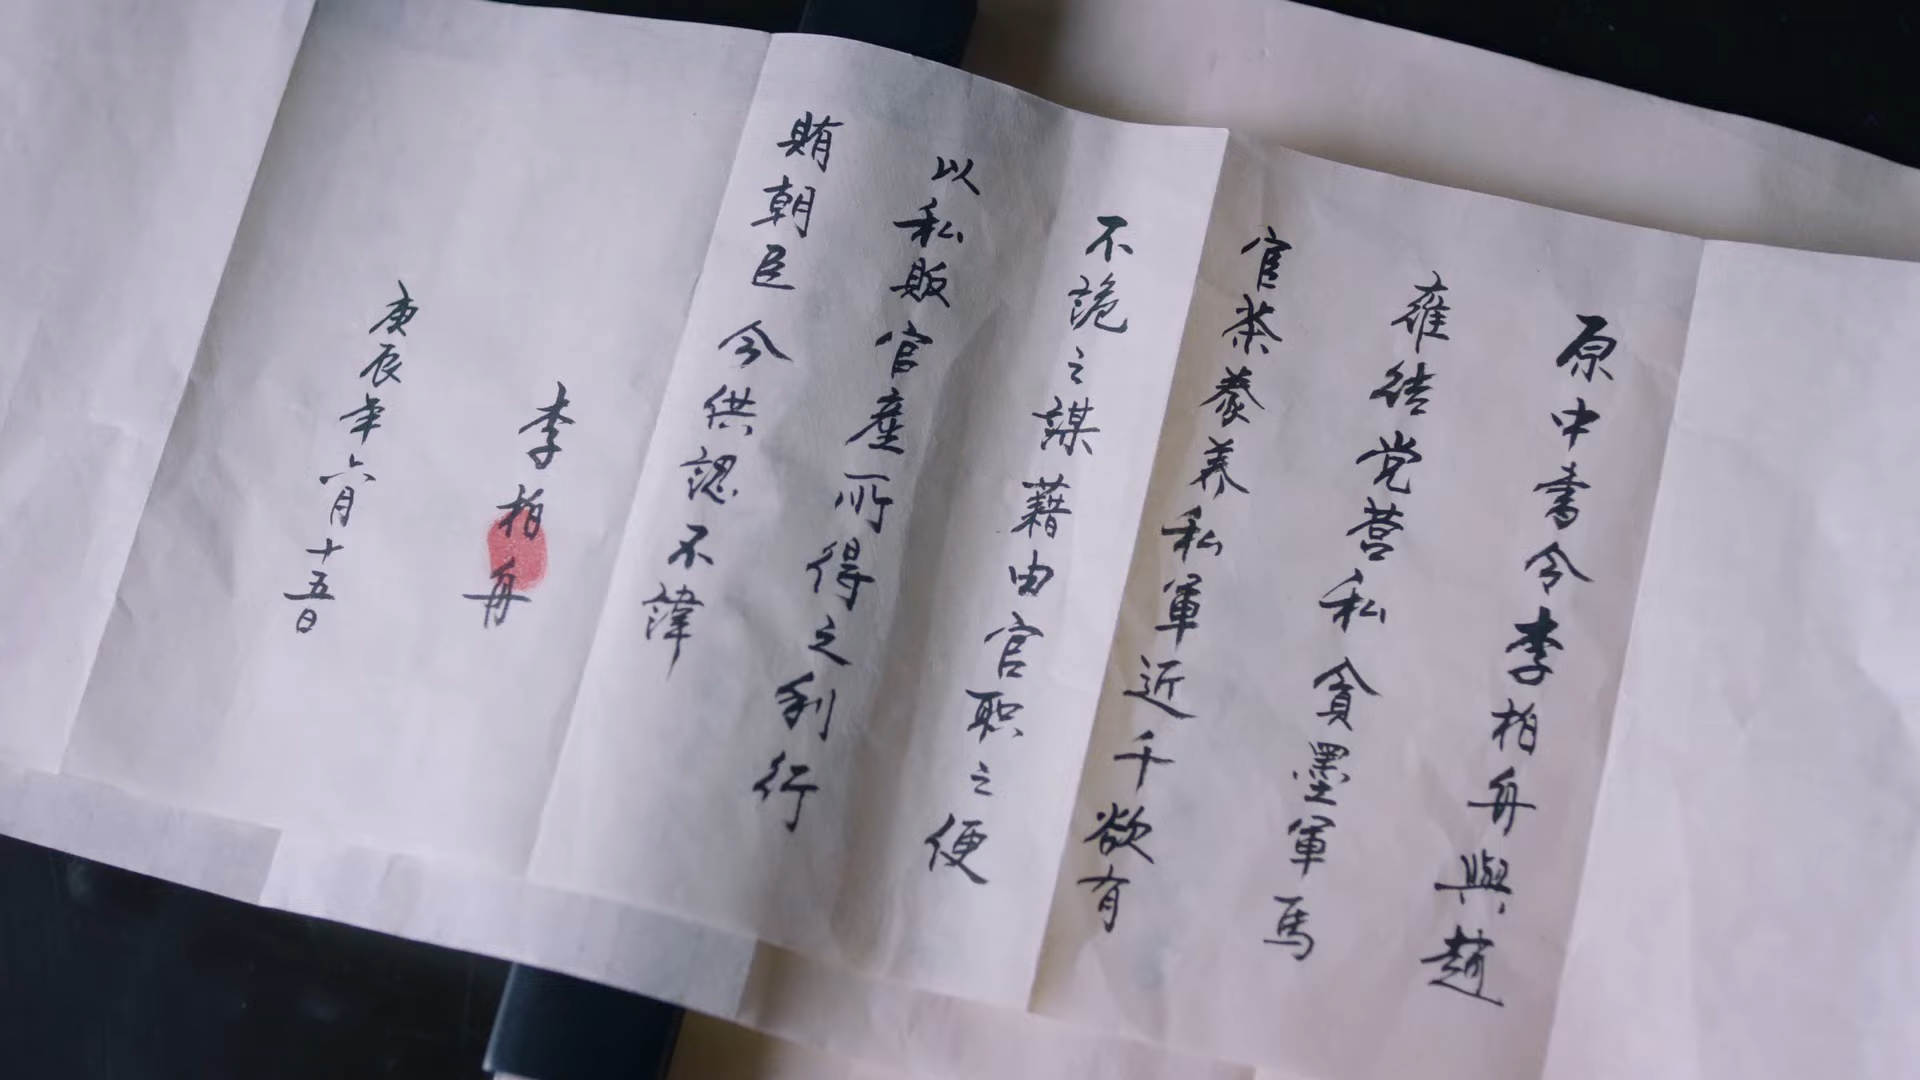 原中書令李柏舟與趙
雍结党营私貪墨軍馬
官茶豢养私軍近千欲有
不詭之謀藉由官职之便
以私販官產所得之利行
賄朝臣今供認不諱
李柏舟
庚辰年六月十五日